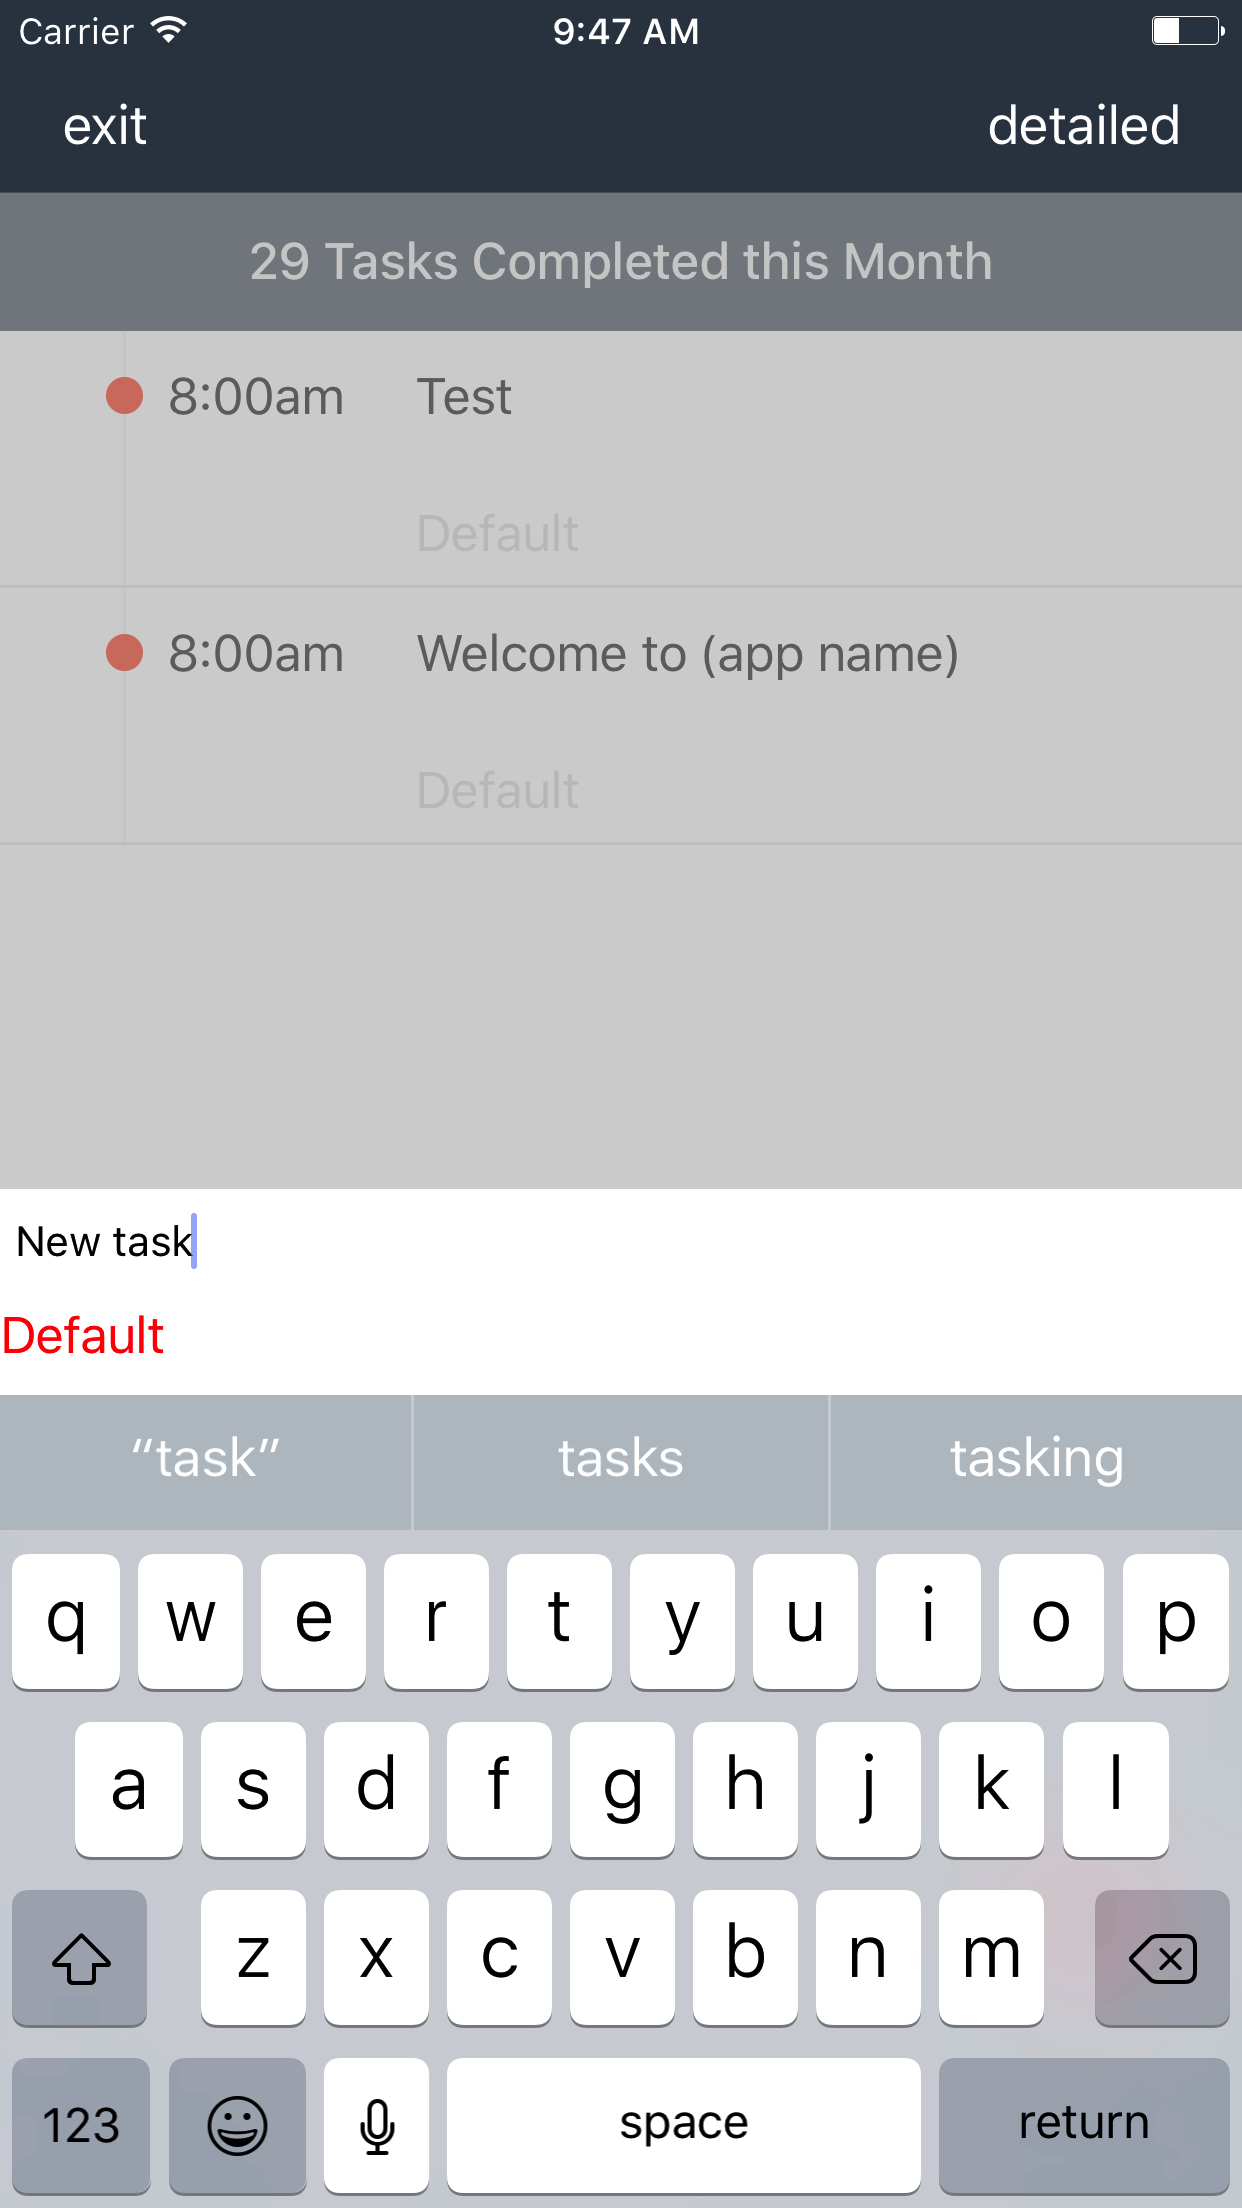 Carrier 9:47 AM
exit detailed
29 Tasks Completed this Month
8:00am Test
Default
8:00am Welcome to (app name)
Default
New task
Default
“task” tasks tasking
q w e r t y u i o p
a s d f g h j k l
z x c v b n m
123 space return